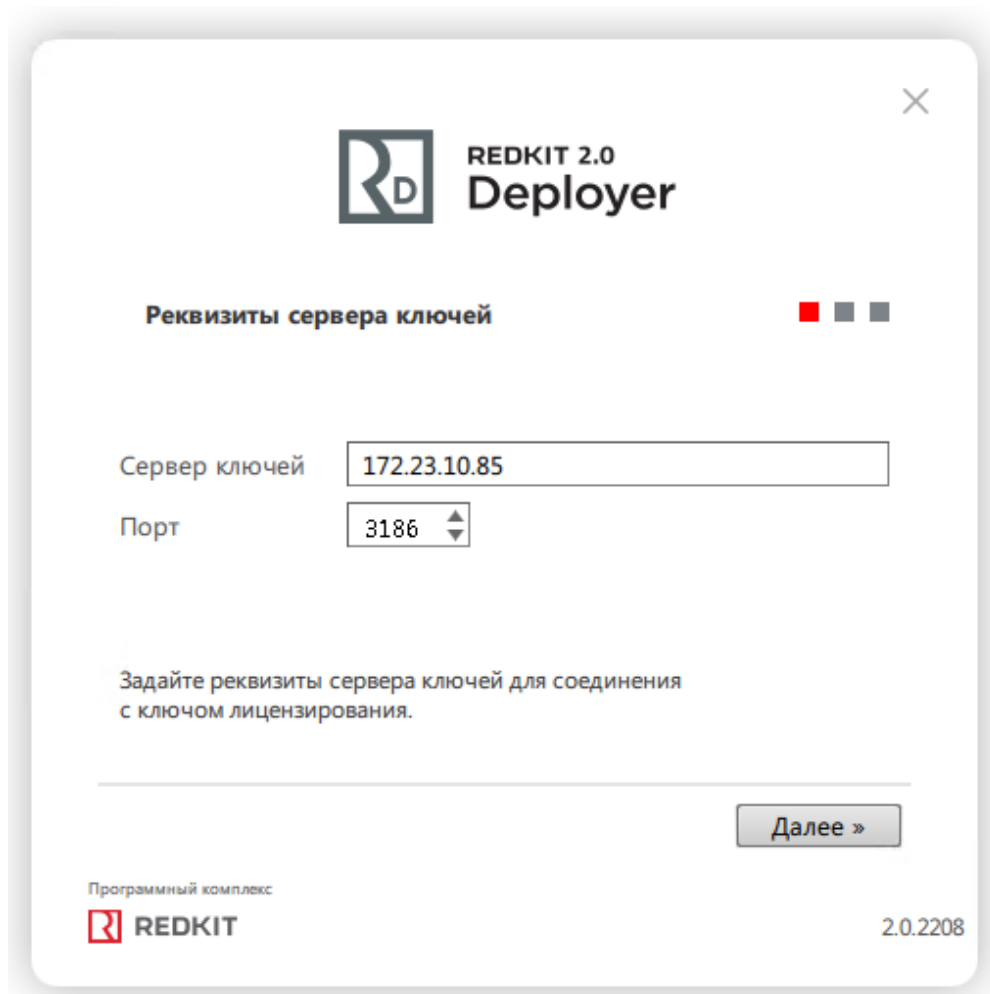 REDKIT 2.0
Deployer
Реквизиты сервера ключей
Сервер ключей 172.23.10.85
Порт 3186
Задайте реквизиты сервера ключей для соединения
с ключом лицензирования.
Далее »
Программный комплекс
REDKIT
2.0.2208